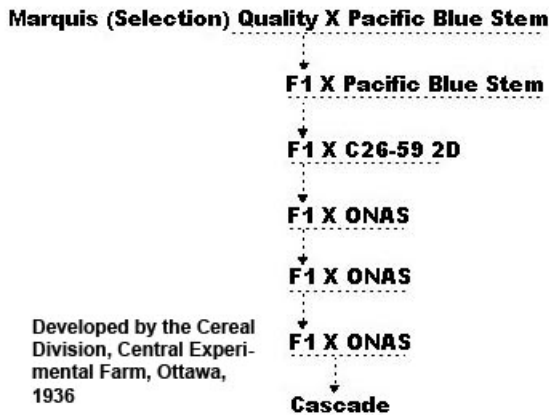 Marquis (Selection) Quality X Pacific Blue Stem
F1 X Pacific Blue Stem
F1 X C26-59 2D
F1 X ONAS
F1 X ONAS
F1 X ONAS
Cascade
Developed by the Cereal
Division, Central Experi-
mental Farm, Ottawa,
1936